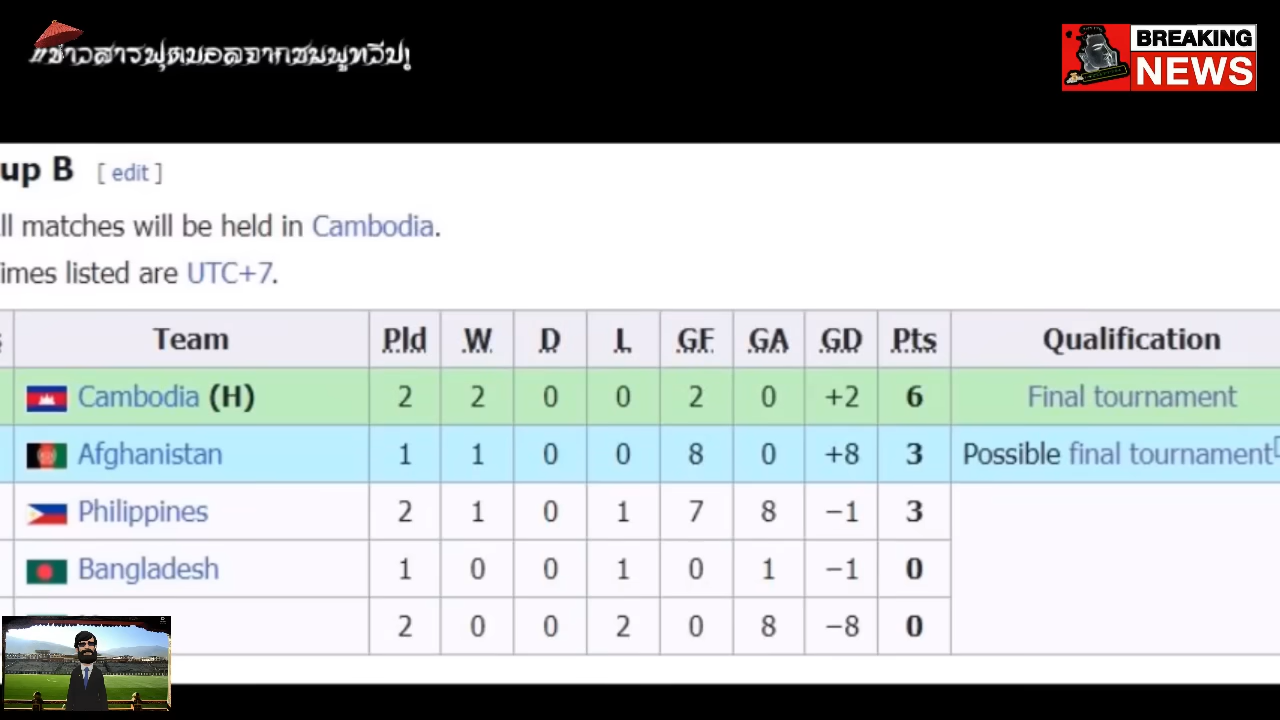 #ข่าวสารฟุตบอลจากชมพูทวีป!
BREAKING
NEWS
up B [ edit ]
ll matches will be held in Cambodia.
imes listed are UTC+7.
Team Pld W D L GF GA GD Pts Qualification
Cambodia (H) 2 2 0 0 2 0 +2 6 Final tournament
Afghanistan 1 1 0 0 8 0 +8 3 Possible final tournament
Philippines 2 1 0 1 7 8 −1 3
Bangladesh 1 0 0 1 0 1 −1 0
2 0 0 2 0 8 −8 0